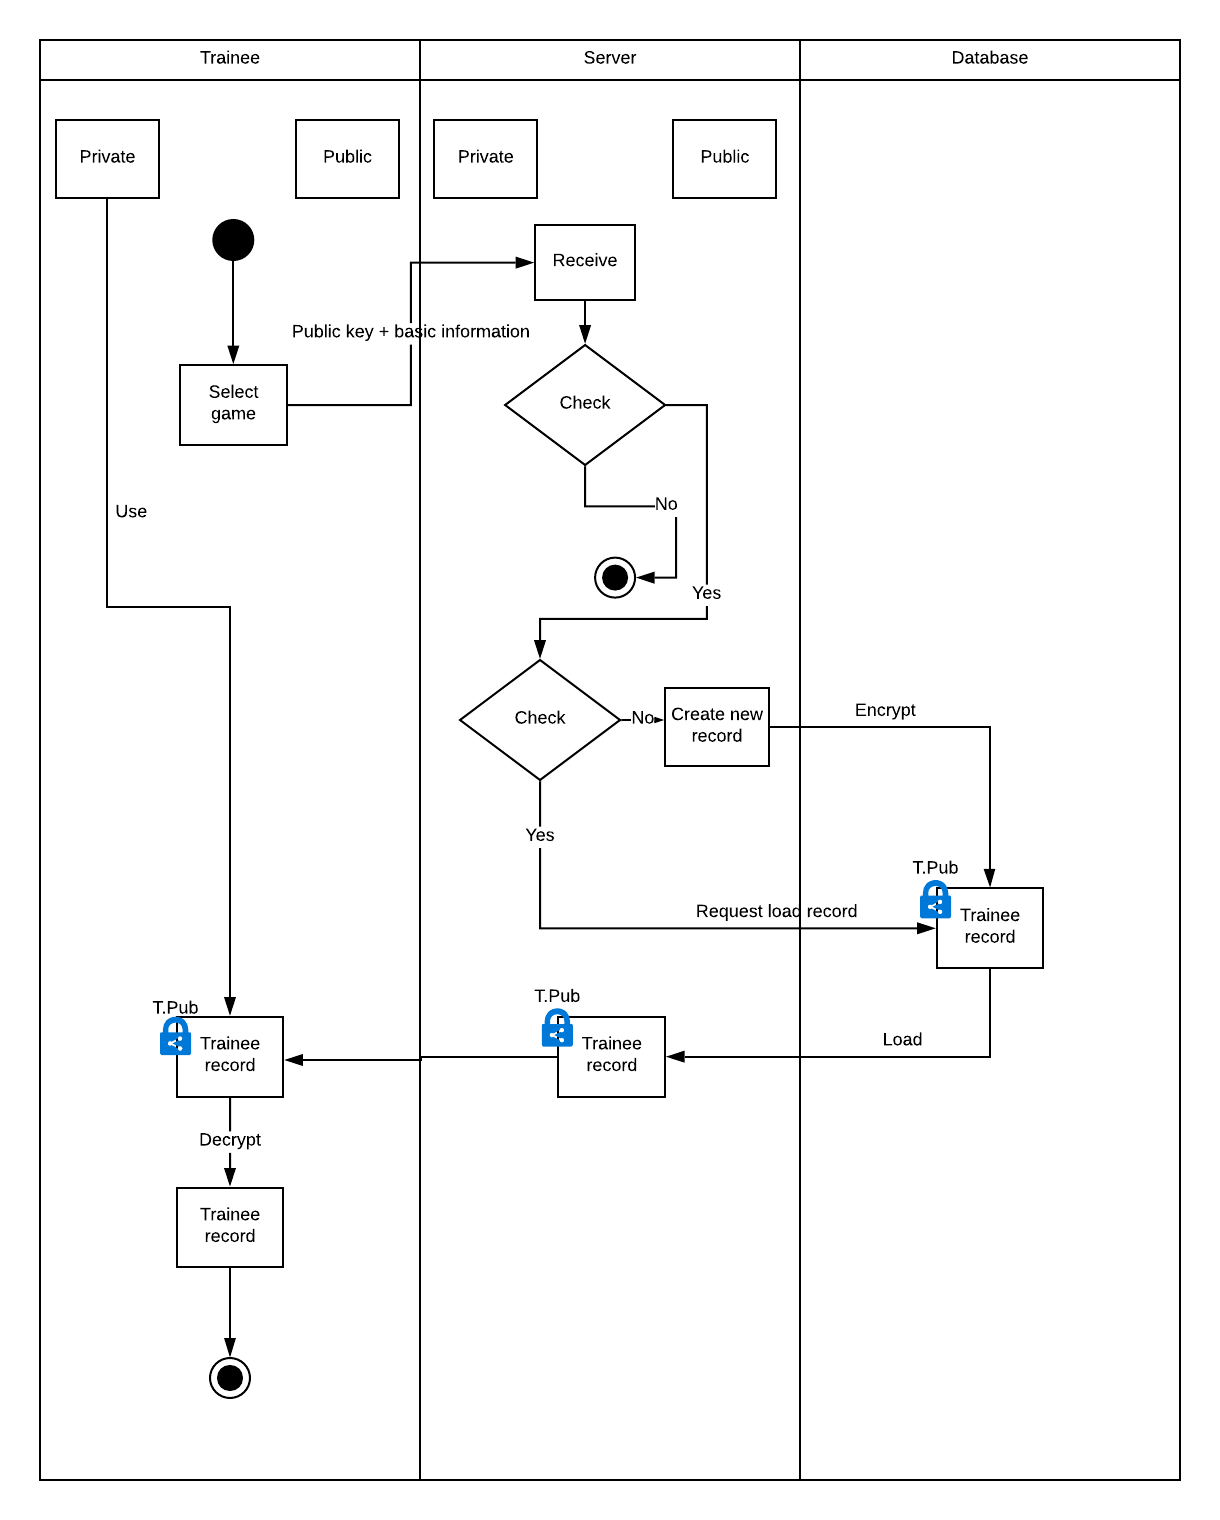 Trainee
Server
Database
Private
Public
Private
Public
Receive
Public key + basic information
Select
game
Check
Use
No
Yes
Check
No
Create new
record
Encrypt
Yes
T.Pub
Request load record
Trainee
record
T.Pub
T.Pub
Trainee
record
Trainee
record
Load
Decrypt
Trainee
record